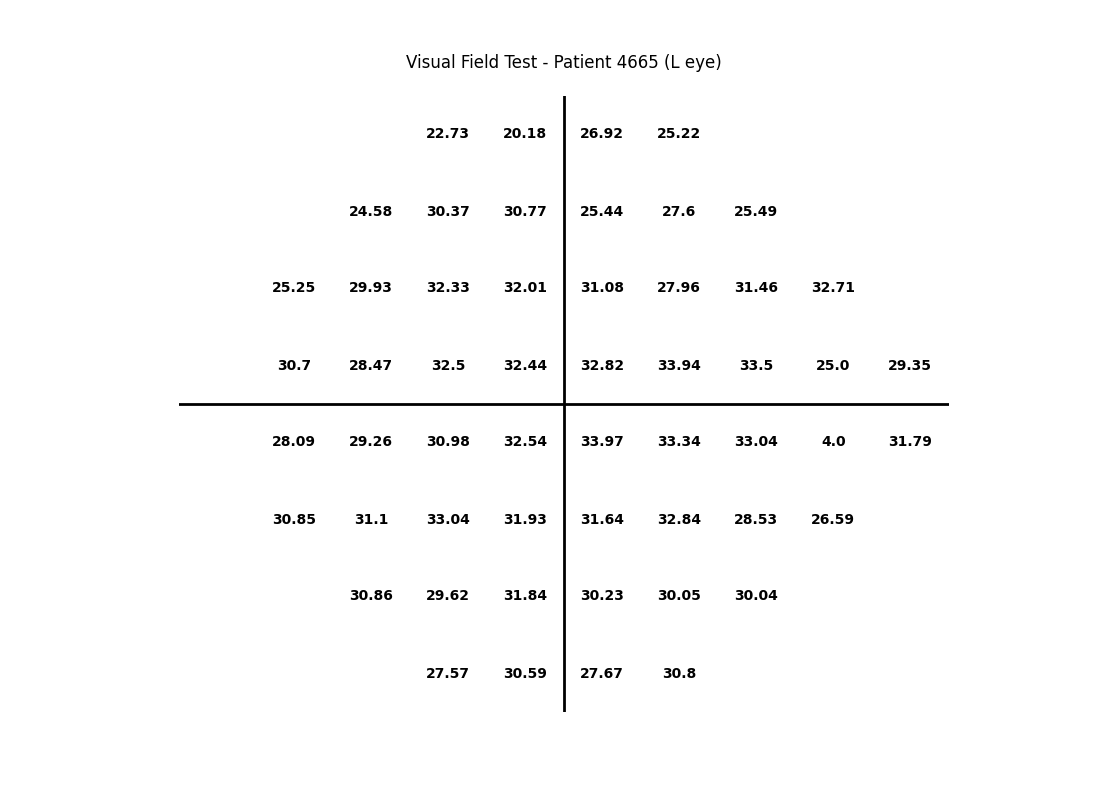 Visual Field Test - Patient 4665 (L eye)
22.73 20.18 26.92 25.22
24.58 30.37 30.77 25.44 27.6 25.49
25.25 29.93 32.33 32.01 31.08 27.96 31.46 32.71
30.7 28.47 32.5 32.44 32.82 33.94 33.5 25.0 29.35
28.09 29.26 30.98 32.54 33.97 33.34 33.04 4.0 31.79
30.85 31.1 33.04 31.93 31.64 32.84 28.53 26.59
30.86 29.62 31.84 30.23 30.05 30.04
27.57 30.59 27.67 30.8